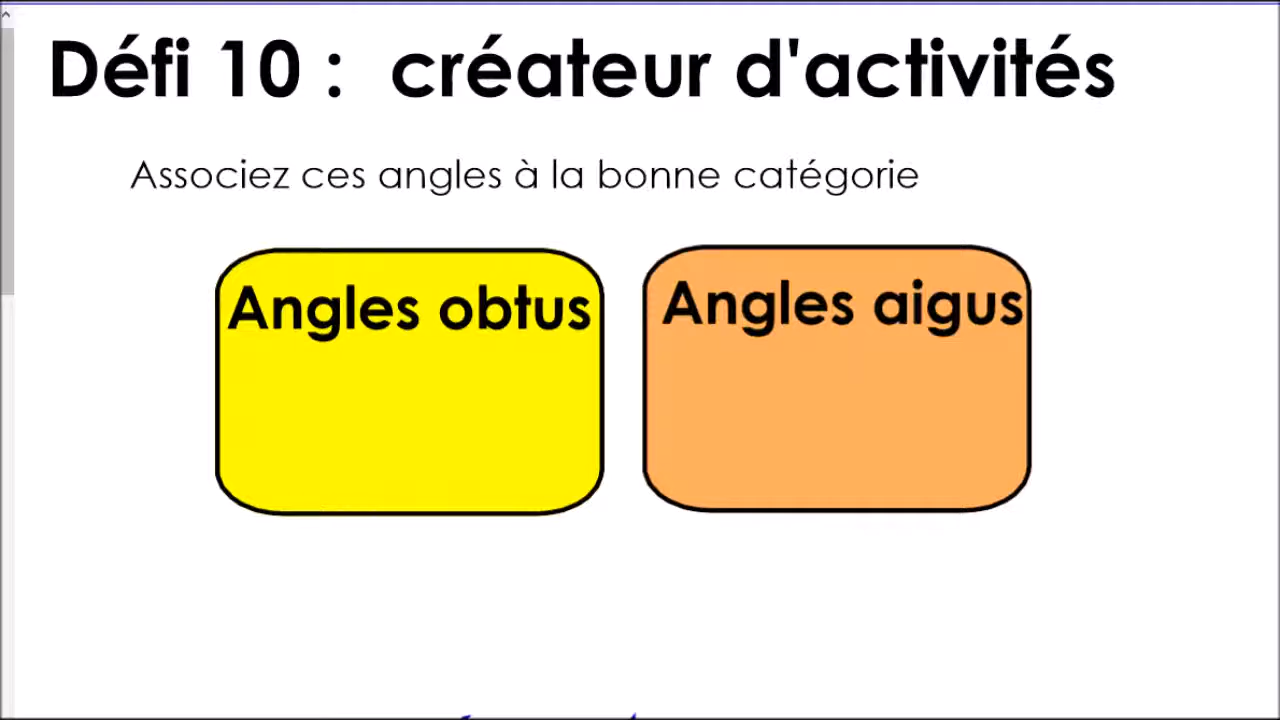 Défi 10 : créateur d'activités
Associez ces angles à la bonne catégorie
Angles obtus
Angles aigus